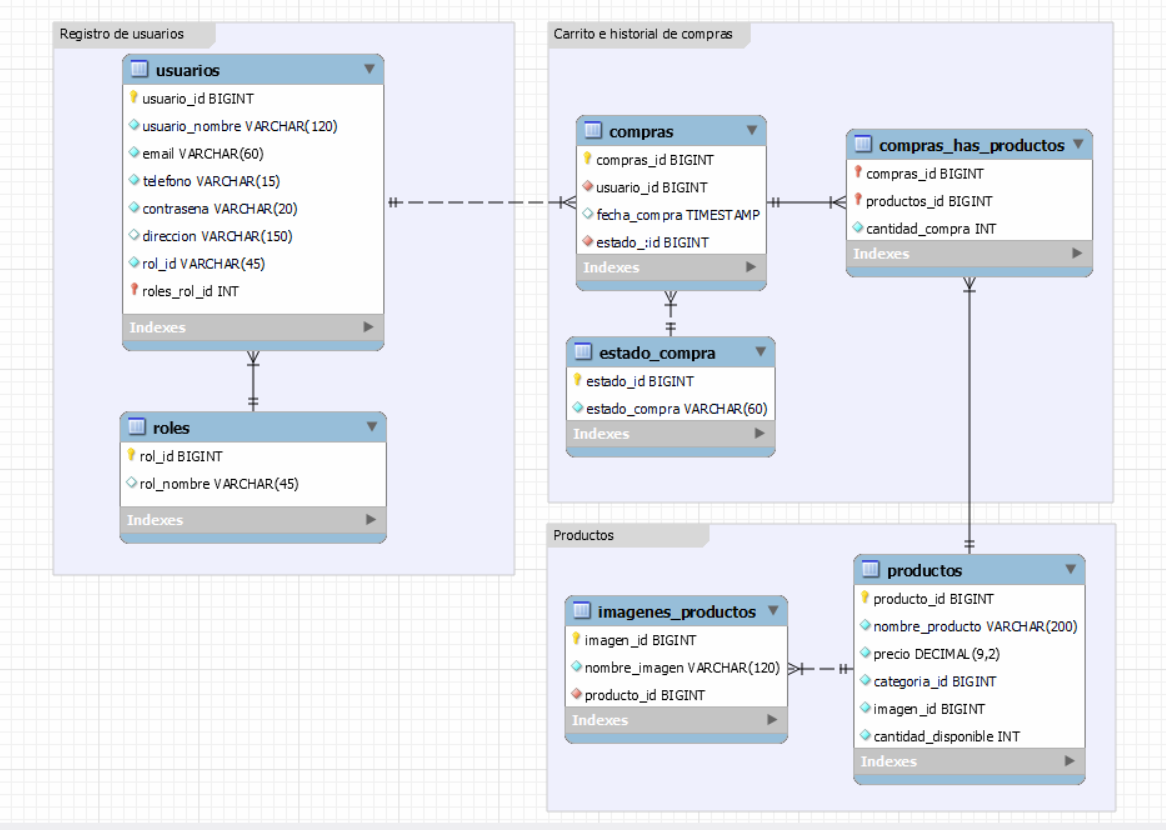 Registro de usuarios
usuarios
usuario_id BIGINT
usuario_nombre VARCHAR(120)
email VARCHAR(60)
telefono VARCHAR(15)
contrasena VARCHAR(20)
direccion VARCHAR(150)
rol_id VARCHAR(45)
roles_rol_id INT
Indexes
roles
rol_id BIGINT
rol_nombre VARCHAR(45)
Indexes
Carrito e historial de compras
compras
compras_id BIGINT
usuario_id BIGINT
fecha_compra TIMESTAMP
estado_:id BIGINT
Indexes
compras_has_productos
compras_id BIGINT
productos_id BIGINT
cantidad_compra INT
Indexes
estado_compra
estado_id BIGINT
estado_compra VARCHAR(60)
Indexes
Productos
imagenes_productos
imagen_id BIGINT
nombre_imagen VARCHAR(120)
producto_id BIGINT
Indexes
productos
producto_id BIGINT
nombre_producto VARCHAR(200)
precio DECIMAL(9,2)
categoria_id BIGINT
imagen_id BIGINT
cantidad_disponible INT
Indexes